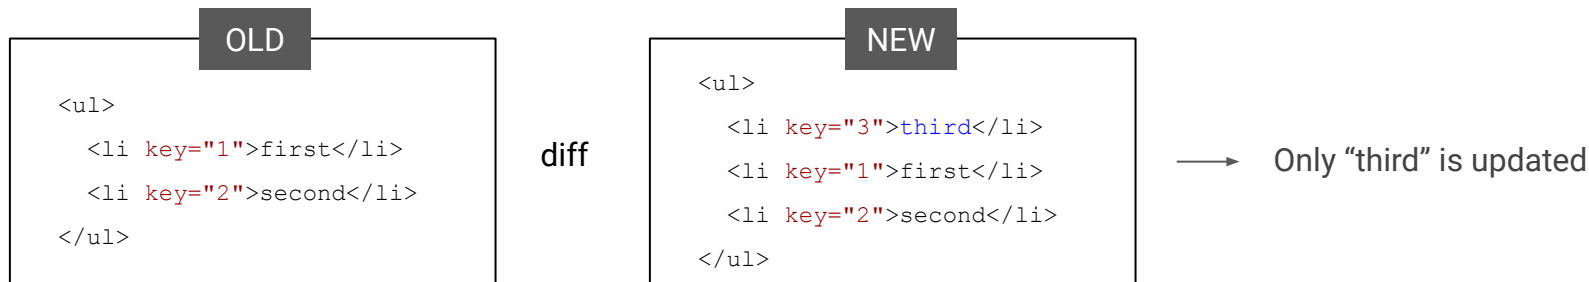 OLD
<ul>
  <li key="1">first</li>
  <li key="2">second</li>
</ul>
diff
NEW
<ul>
  <li key="3">third</li>
  <li key="1">first</li>
  <li key="2">second</li>
</ul>
Only “third” is updated